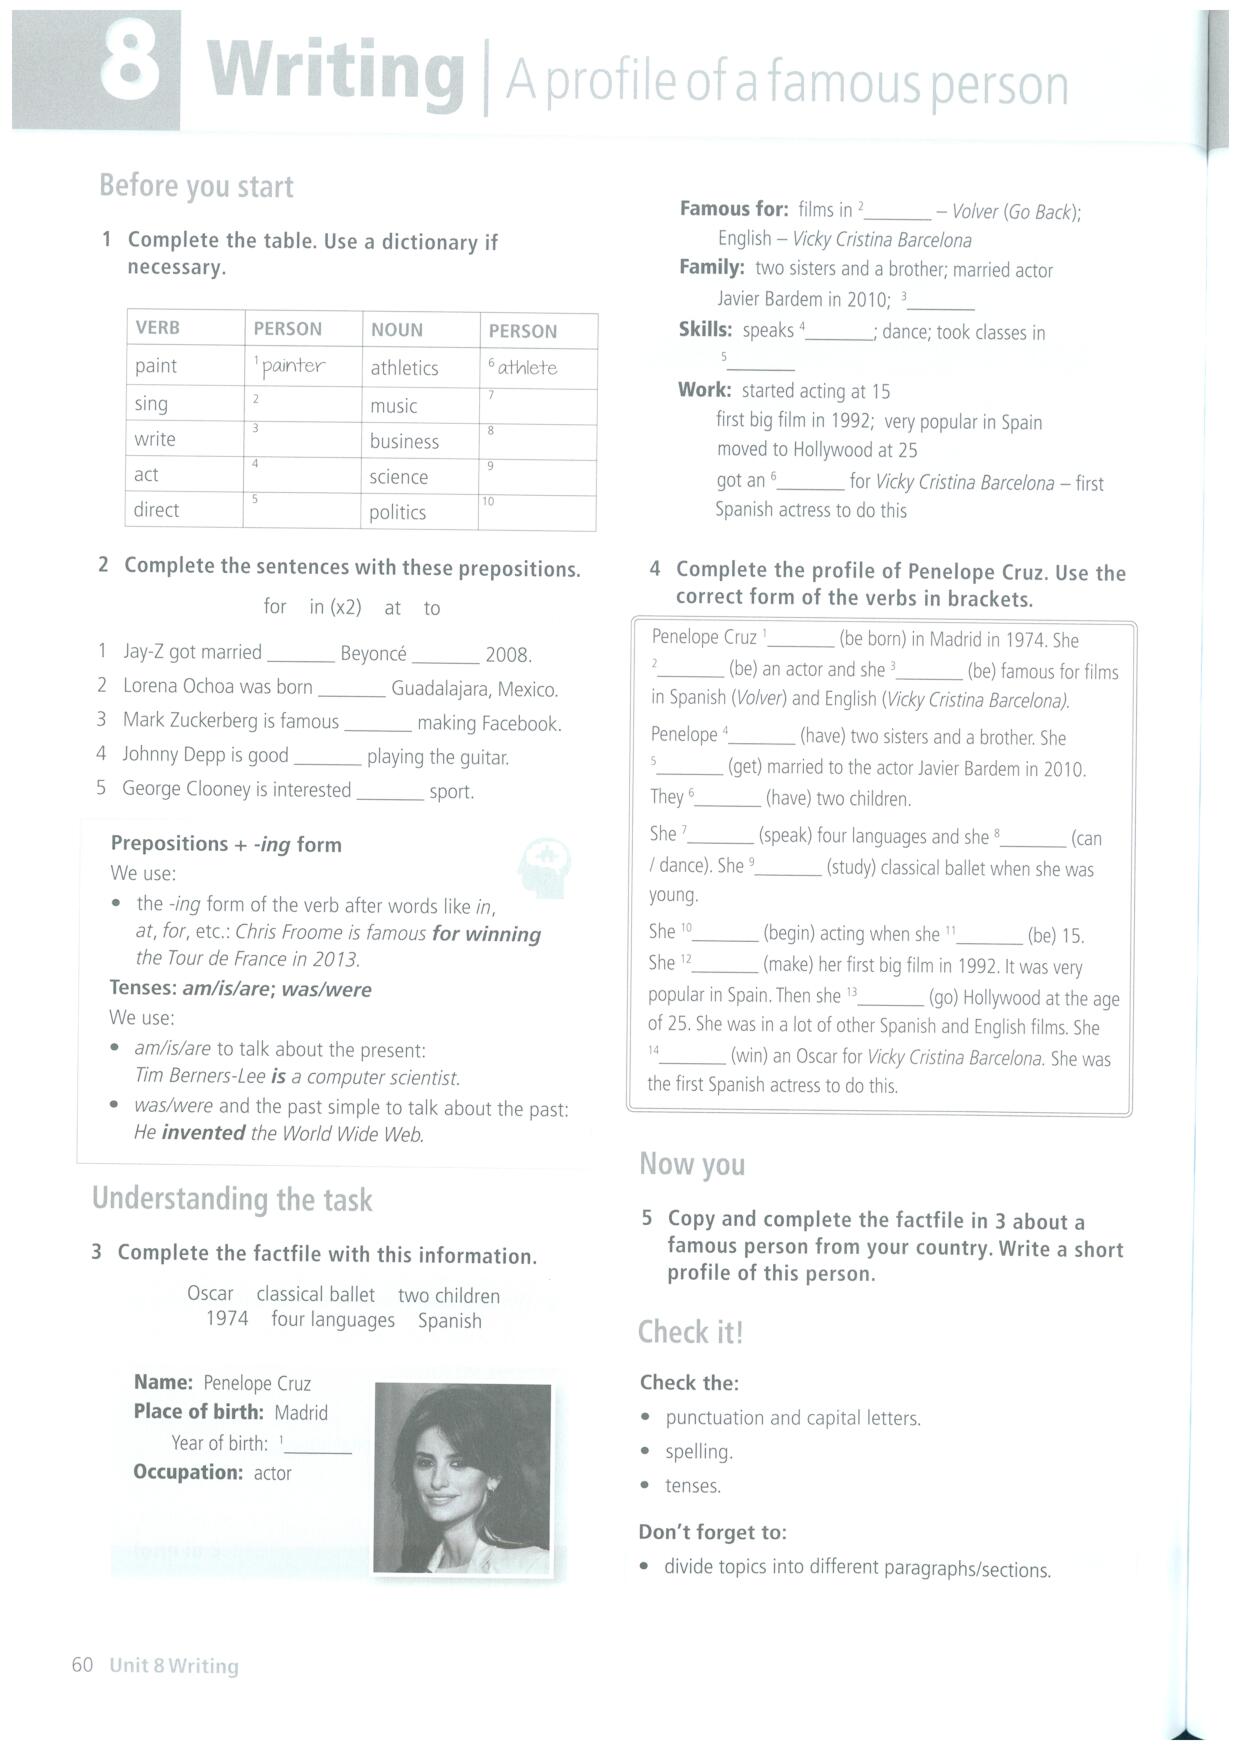 8 Writing | A profile of a famous person
Before you start
1 Complete the table. Use a dictionary if
necessary.
VERB PERSON NOUN PERSON
paint 1 painter athletics 6 athlete
sing 2 music 7
write 3 business 8
act 4 science 9
direct 5 politics 10
2 Complete the sentences with these prepositions.
for in (x2) at to
1 Jay-Z got married _______ Beyoncé _______ 2008.
2 Lorena Ochoa was born _______ Guadalajara, Mexico.
3 Mark Zuckerberg is famous _______ making Facebook.
4 Johnny Depp is good _______ playing the guitar.
5 George Clooney is interested _______ sport.
Prepositions + -ing form
We use:
• the -ing form of the verb after words like in,
at, for, etc.: Chris Froome is famous for winning
the Tour de France in 2013.
Tenses: am/is/are; was/were
We use:
• am/is/are to talk about the present:
Tim Berners-Lee is a computer scientist.
• was/were and the past simple to talk about the past:
He invented the World Wide Web.
Understanding the task
3 Complete the factfile with this information.
Oscar classical ballet two children
1974 four languages Spanish
Name: Penelope Cruz
Place of birth: Madrid
Year of birth: 1 _______
Occupation: actor
Famous for: films in 2 _______ – Volver (Go Back);
English – Vicky Cristina Barcelona
Family: two sisters and a brother; married actor
Javier Bardem in 2010; 3 _______
Skills: speaks 4 _______; dance; took classes in
5 _______
Work: started acting at 15
first big film in 1992; very popular in Spain
moved to Hollywood at 25
got an 6 _______ for Vicky Cristina Barcelona – first
Spanish actress to do this
4 Complete the profile of Penelope Cruz. Use the
correct form of the verbs in brackets.
Penelope Cruz 1 _______ (be born) in Madrid in 1974. She
2 _______ (be) an actor and she 3 _______ (be) famous for films
in Spanish (Volver) and English (Vicky Cristina Barcelona).
Penelope 4 _______ (have) two sisters and a brother. She
5 _______ (get) married to the actor Javier Bardem in 2010.
They 6 _______ (have) two children.
She 7 _______ (speak) four languages and she 8 _______ (can
/ dance). She 9 _______ (study) classical ballet when she was
young.
She 10 _______ (begin) acting when she 11 _______ (be) 15.
She 12 _______ (make) her first big film in 1992. It was very
popular in Spain. Then she 13 _______ (go) Hollywood at the age
of 25. She was in a lot of other Spanish and English films. She
14 _______ (win) an Oscar for Vicky Cristina Barcelona. She was
the first Spanish actress to do this.
Now you
5 Copy and complete the factfile in 3 about a
famous person from your country. Write a short
profile of this person.
Check it!
Check the:
• punctuation and capital letters.
• spelling.
• tenses.
Don't forget to:
• divide topics into different paragraphs/sections.
60 Unit 8 Writing